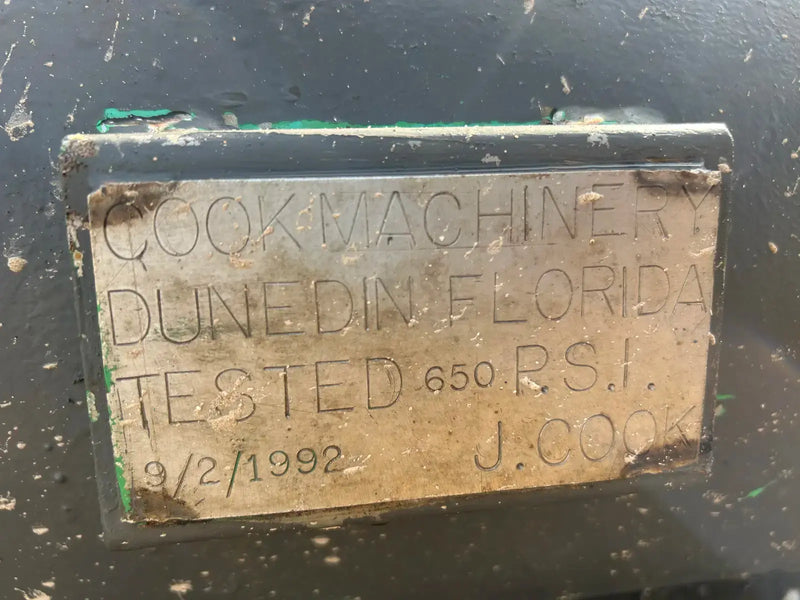 COOK MACHINERY
DUNEDIN FLORIDA
TESTED 650 P.S.I.
9/2/1992 J. COOK